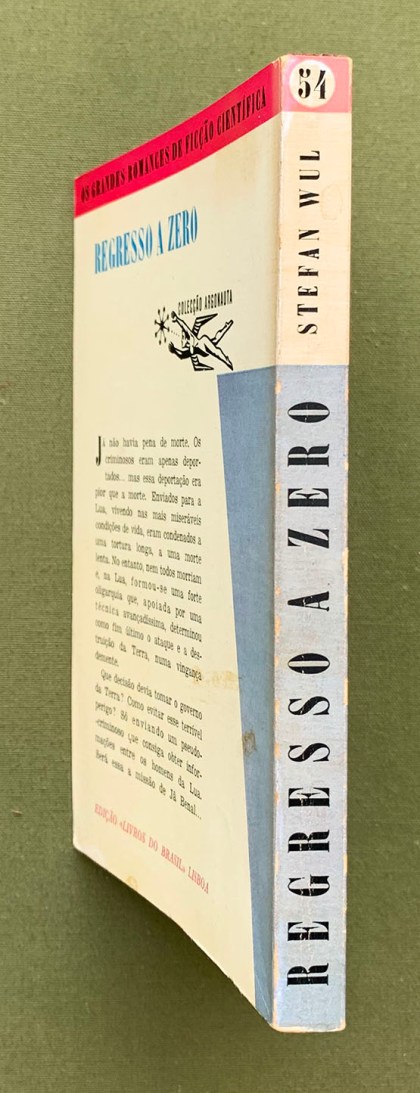 OS GRANDES ROMANCES DE FICÇÃO CIENTÍFICA
REGRESSO A ZERO
COLECÇÃO ARGONAUTA
Já não havia pena de morte. Os
criminosos eram apenas depor-
tados... mas essa deportação era
pior que a morte. Enviados para a
Lua, vivendo nas mais miseráveis
condições de vida, eram condenados a
uma tortura longa, a uma morte
lenta. No entanto, nem todos morriam
e, na Lua, formou-se uma forte
oligarquia que, apoiada por uma
técnica avançadíssima, determinou
como fim último o ataque e a des-
truição da Terra, numa vingança
demente.
Que decisão devia tomar o governo
da Terra? Como evitar esse terrível
perigo? Só enviando um pseudo-
-criminoso que consiga obter infor-
mações entre os homens da Lua.
Será essa a missão de Já Benal...
EDIÇÃO «LIVROS DO BRASIL» LISBOA
54
STEFAN WUL
REGRESSO A ZERO